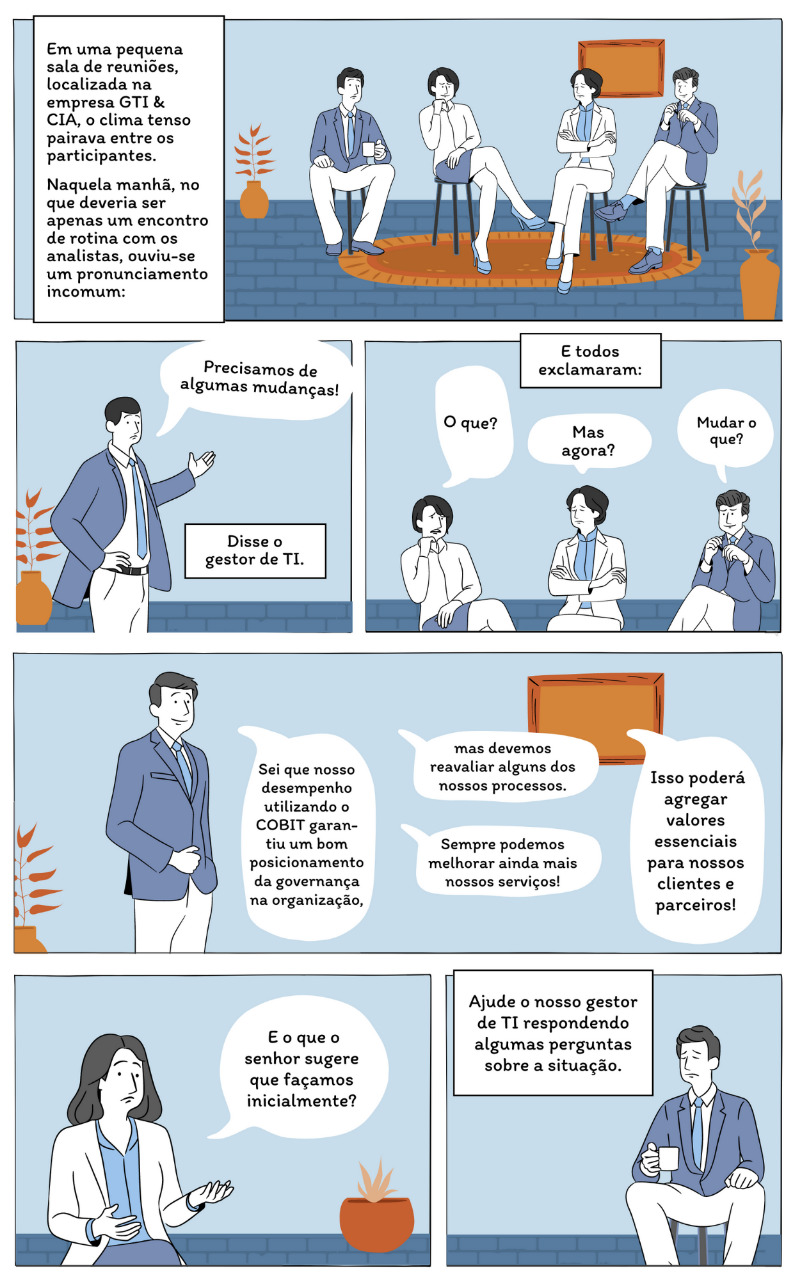 Em uma pequena
sala de reuniões,
localizada na
empresa GTI &
CIA, o clima tenso
pairava entre os
participantes.
Naquela manhã, no
que deveria ser
apenas um encontro
de rotina com os
analistas, ouviu-se
um pronunciamento
incomum:
Precisamos de
algumas mudanças!
Disse o
gestor de TI.
E todos
exclamaram:
O que?
Mas
agora?
Mudar o
que?
Sei que nosso
desempenho
utilizando o
COBIT garan-
tiu um bom
posicionamento
da governança
na organização,
mas devemos
reavaliar alguns dos
nossos processos.
Sempre podemos
melhorar ainda mais
nossos serviços!
Isso poderá
agregar
valores
essenciais
para nossos
clientes e
parceiros!
E o que o
senhor sugere
que façamos
inicialmente?
Ajude o nosso gestor
de TI respondendo
algumas perguntas
sobre a situação.